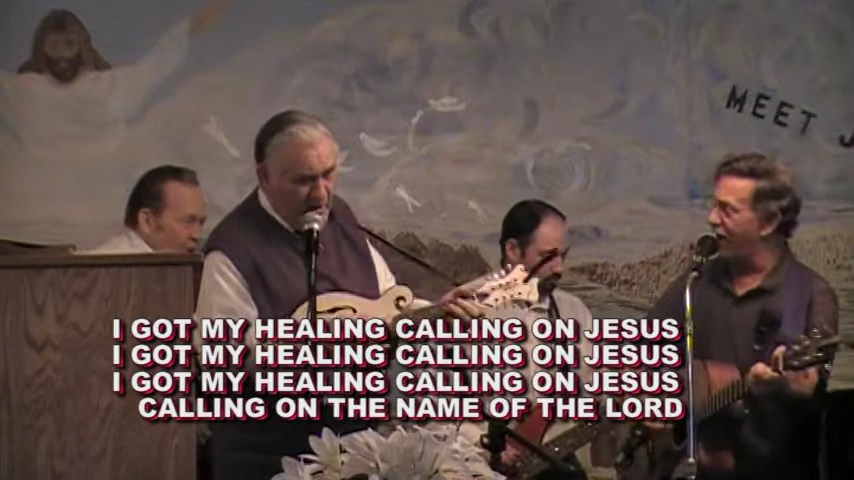 MEET J
I GOT MY HEALING CALLING ON JESUS
I GOT MY HEALING CALLING ON JESUS
I GOT MY HEALING CALLING ON JESUS
CALLING ON THE NAME OF THE LORD